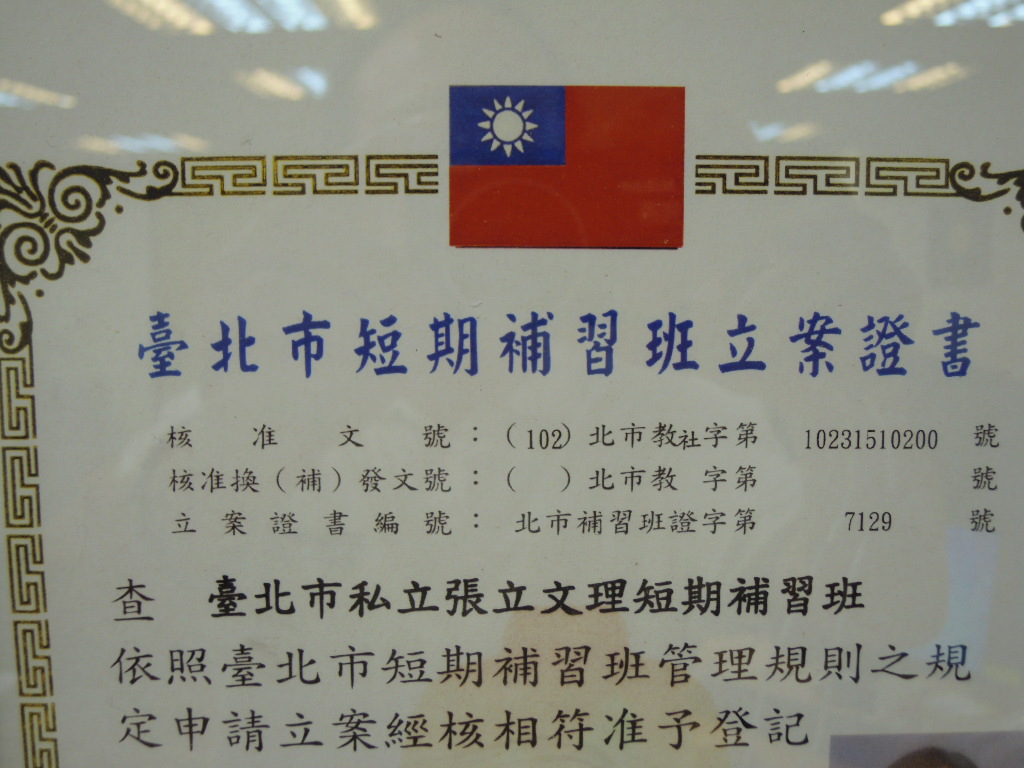 臺北市短期補習班立案證書
核准文號：（102）北市教社字第 10231510200 號
核准換（補）發文號：（ ）北市教 字第 號
立案證書編號： 北市補習班證字第 7129 號
查 臺北市私立張立文理短期補習班
依照臺北市短期補習班管理規則之規
定申請立案經核相符准予登記